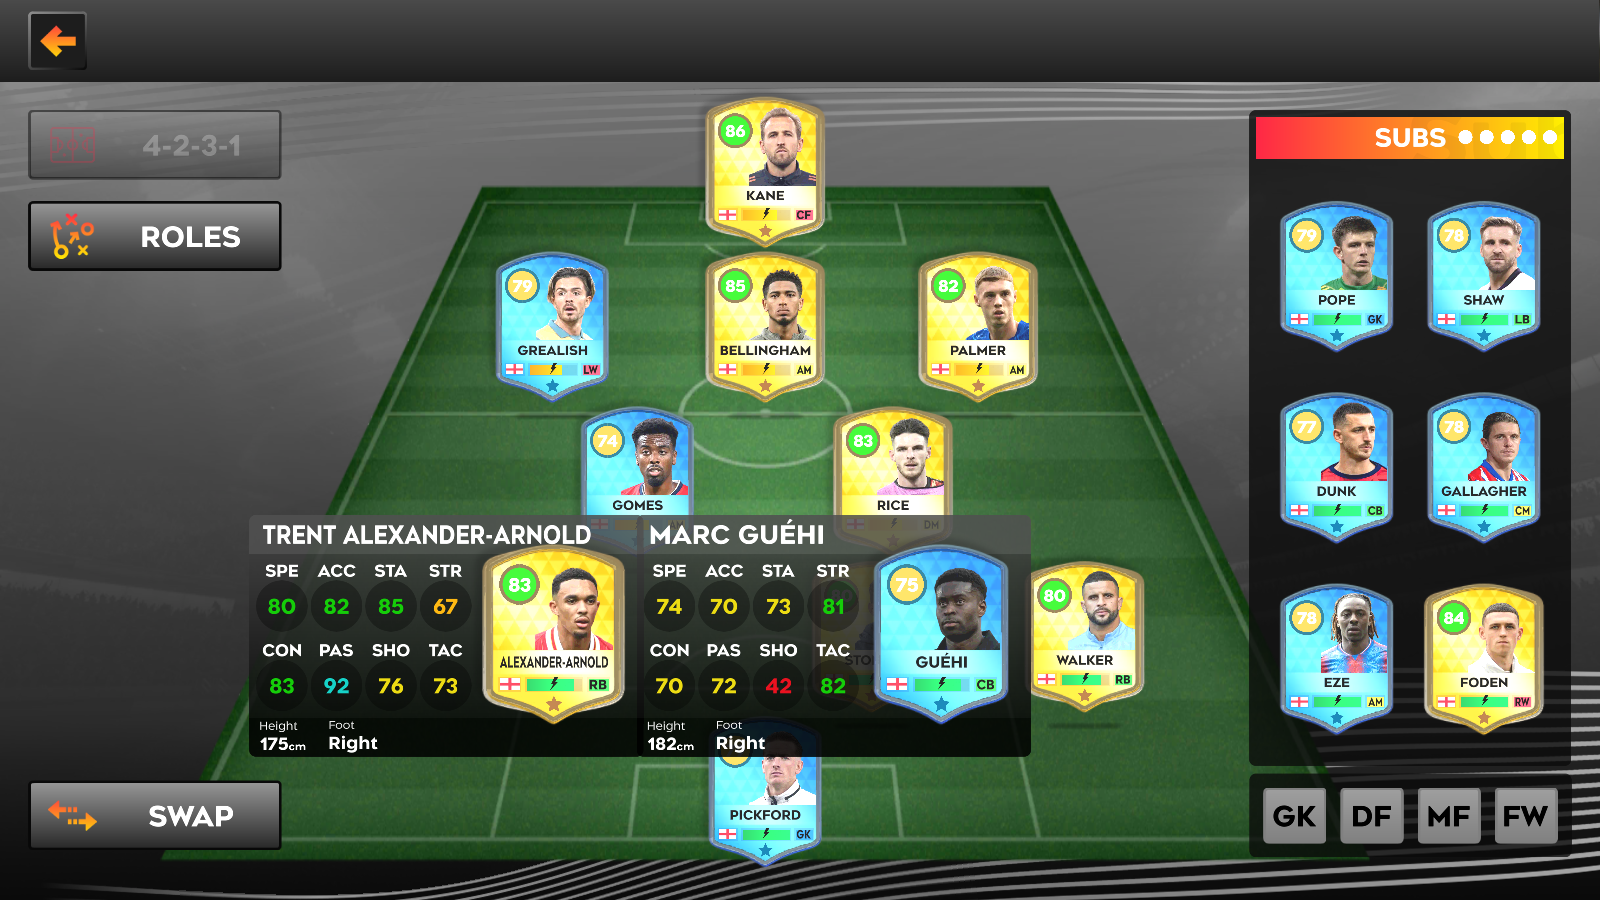 4-2-3-1
ROLES
SUBS
86
KANE
CF
79
GREALISH
LW
85
BELLINGHAM
AM
82
PALMER
AM
74
GOMES
83
RICE
DM
TRENT ALEXANDER-ARNOLD
SPE ACC STA STR
80 82 85 67
CON PAS SHO TAC
83 92 76 73
Height Foot
175cm Right
83
ALEXANDER-ARNOLD
RB
MARC GUÉHI
SPE ACC STA STR
74 70 73 81
CON PAS SHO TAC
70 72 42 82
Height Foot
182cm Right
75
GUÉHI
CB
80
WALKER
RB
PICKFORD
GK
79
POPE
GK
78
SHAW
LB
77
DUNK
CB
78
GALLAGHER
CM
78
EZE
AM
84
FODEN
RW
SWAP
GK DF MF FW